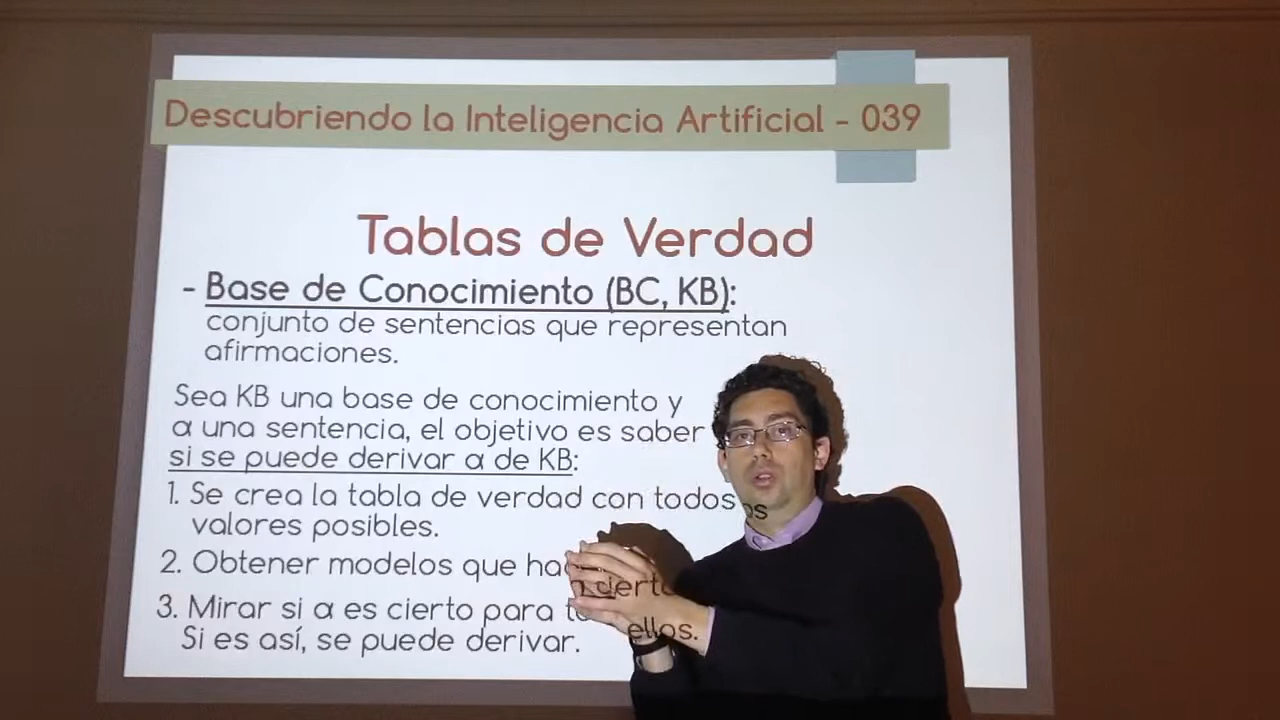 Descubriendo la Inteligencia Artificial - 039
Tablas de Verdad
- Base de Conocimiento (BC, KB):
conjunto de sentencias que representan
afirmaciones.
Sea KB una base de conocimiento y
α una sentencia, el objetivo es saber
si se puede derivar α de KB:
1. Se crea la tabla de verdad con todos
valores posibles.
2. Obtener modelos que cierto
3. Mirar si α es cierto para ellos.
Si es así, se puede derivar.